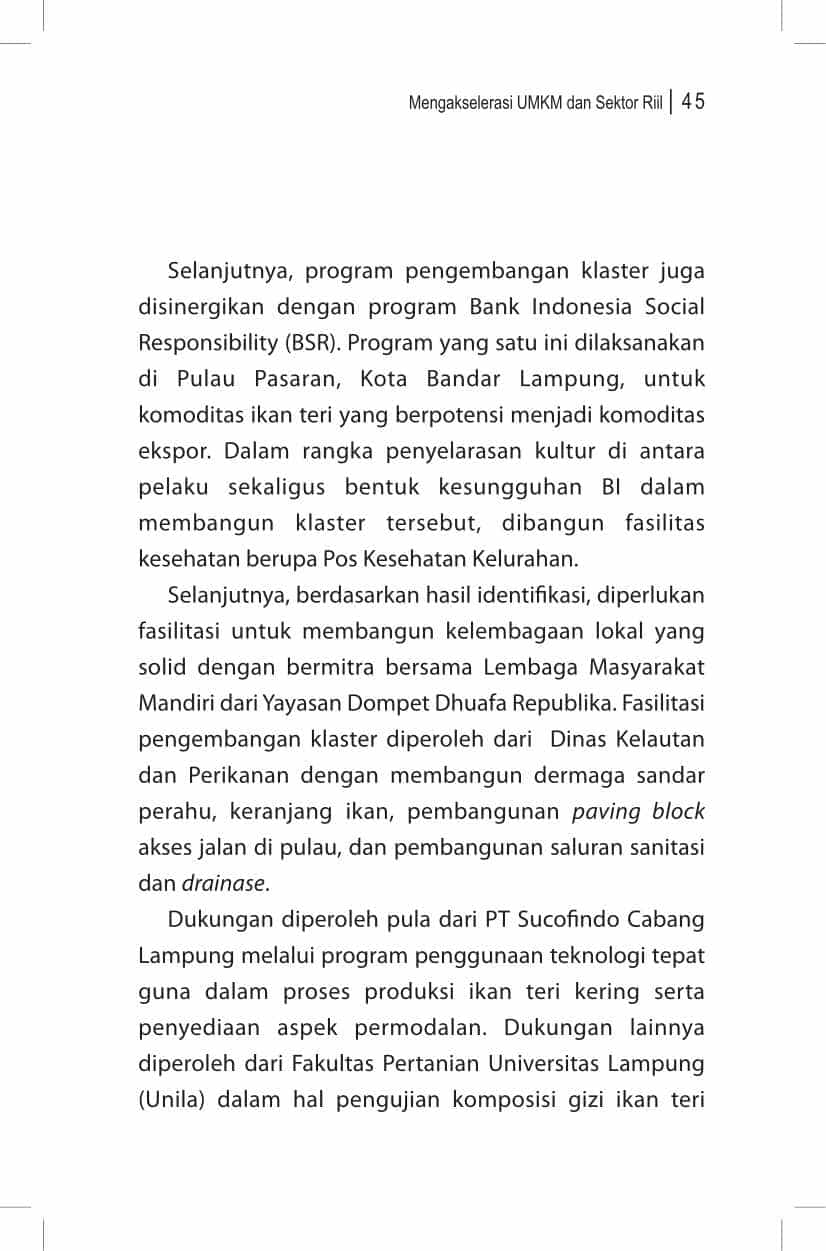 Mengakselerasi UMKM dan Sektor Riil | 45
Selanjutnya, program pengembangan klaster juga
disinergikan dengan program Bank Indonesia Social
Responsibility (BSR). Program yang satu ini dilaksanakan
di Pulau Pasaran, Kota Bandar Lampung, untuk
komoditas ikan teri yang berpotensi menjadi komoditas
ekspor. Dalam rangka penyelarasan kultur di antara
pelaku sekaligus bentuk kesungguhan BI dalam
membangun klaster tersebut, dibangun fasilitas
kesehatan berupa Pos Kesehatan Kelurahan.
Selanjutnya, berdasarkan hasil identifikasi, diperlukan
fasilitasi untuk membangun kelembagaan lokal yang
solid dengan bermitra bersama Lembaga Masyarakat
Mandiri dari Yayasan Dompet Dhuafa Republika. Fasilitasi
pengembangan klaster diperoleh dari Dinas Kelautan
dan Perikanan dengan membangun dermaga sandar
perahu, keranjang ikan, pembangunan paving block
akses jalan di pulau, dan pembangunan saluran sanitasi
dan drainase.
Dukungan diperoleh pula dari PT Sucofindo Cabang
Lampung melalui program penggunaan teknologi tepat
guna dalam proses produksi ikan teri kering serta
penyediaan aspek permodalan. Dukungan lainnya
diperoleh dari Fakultas Pertanian Universitas Lampung
(Unila) dalam hal pengujian komposisi gizi ikan teri